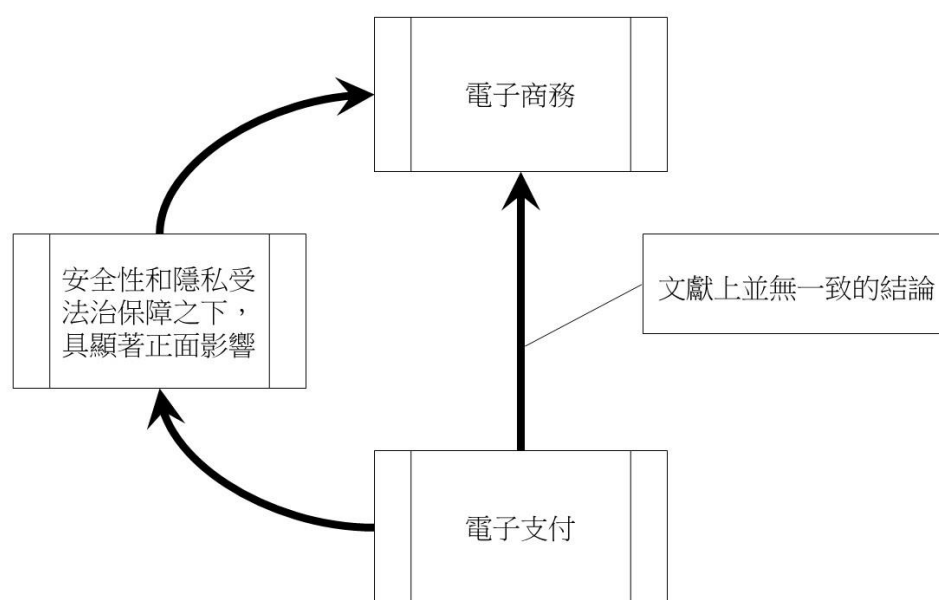 電子商務
安全性和隱私受
法治保障之下，
具顯著正面影響
文獻上並無一致的結論
電子支付